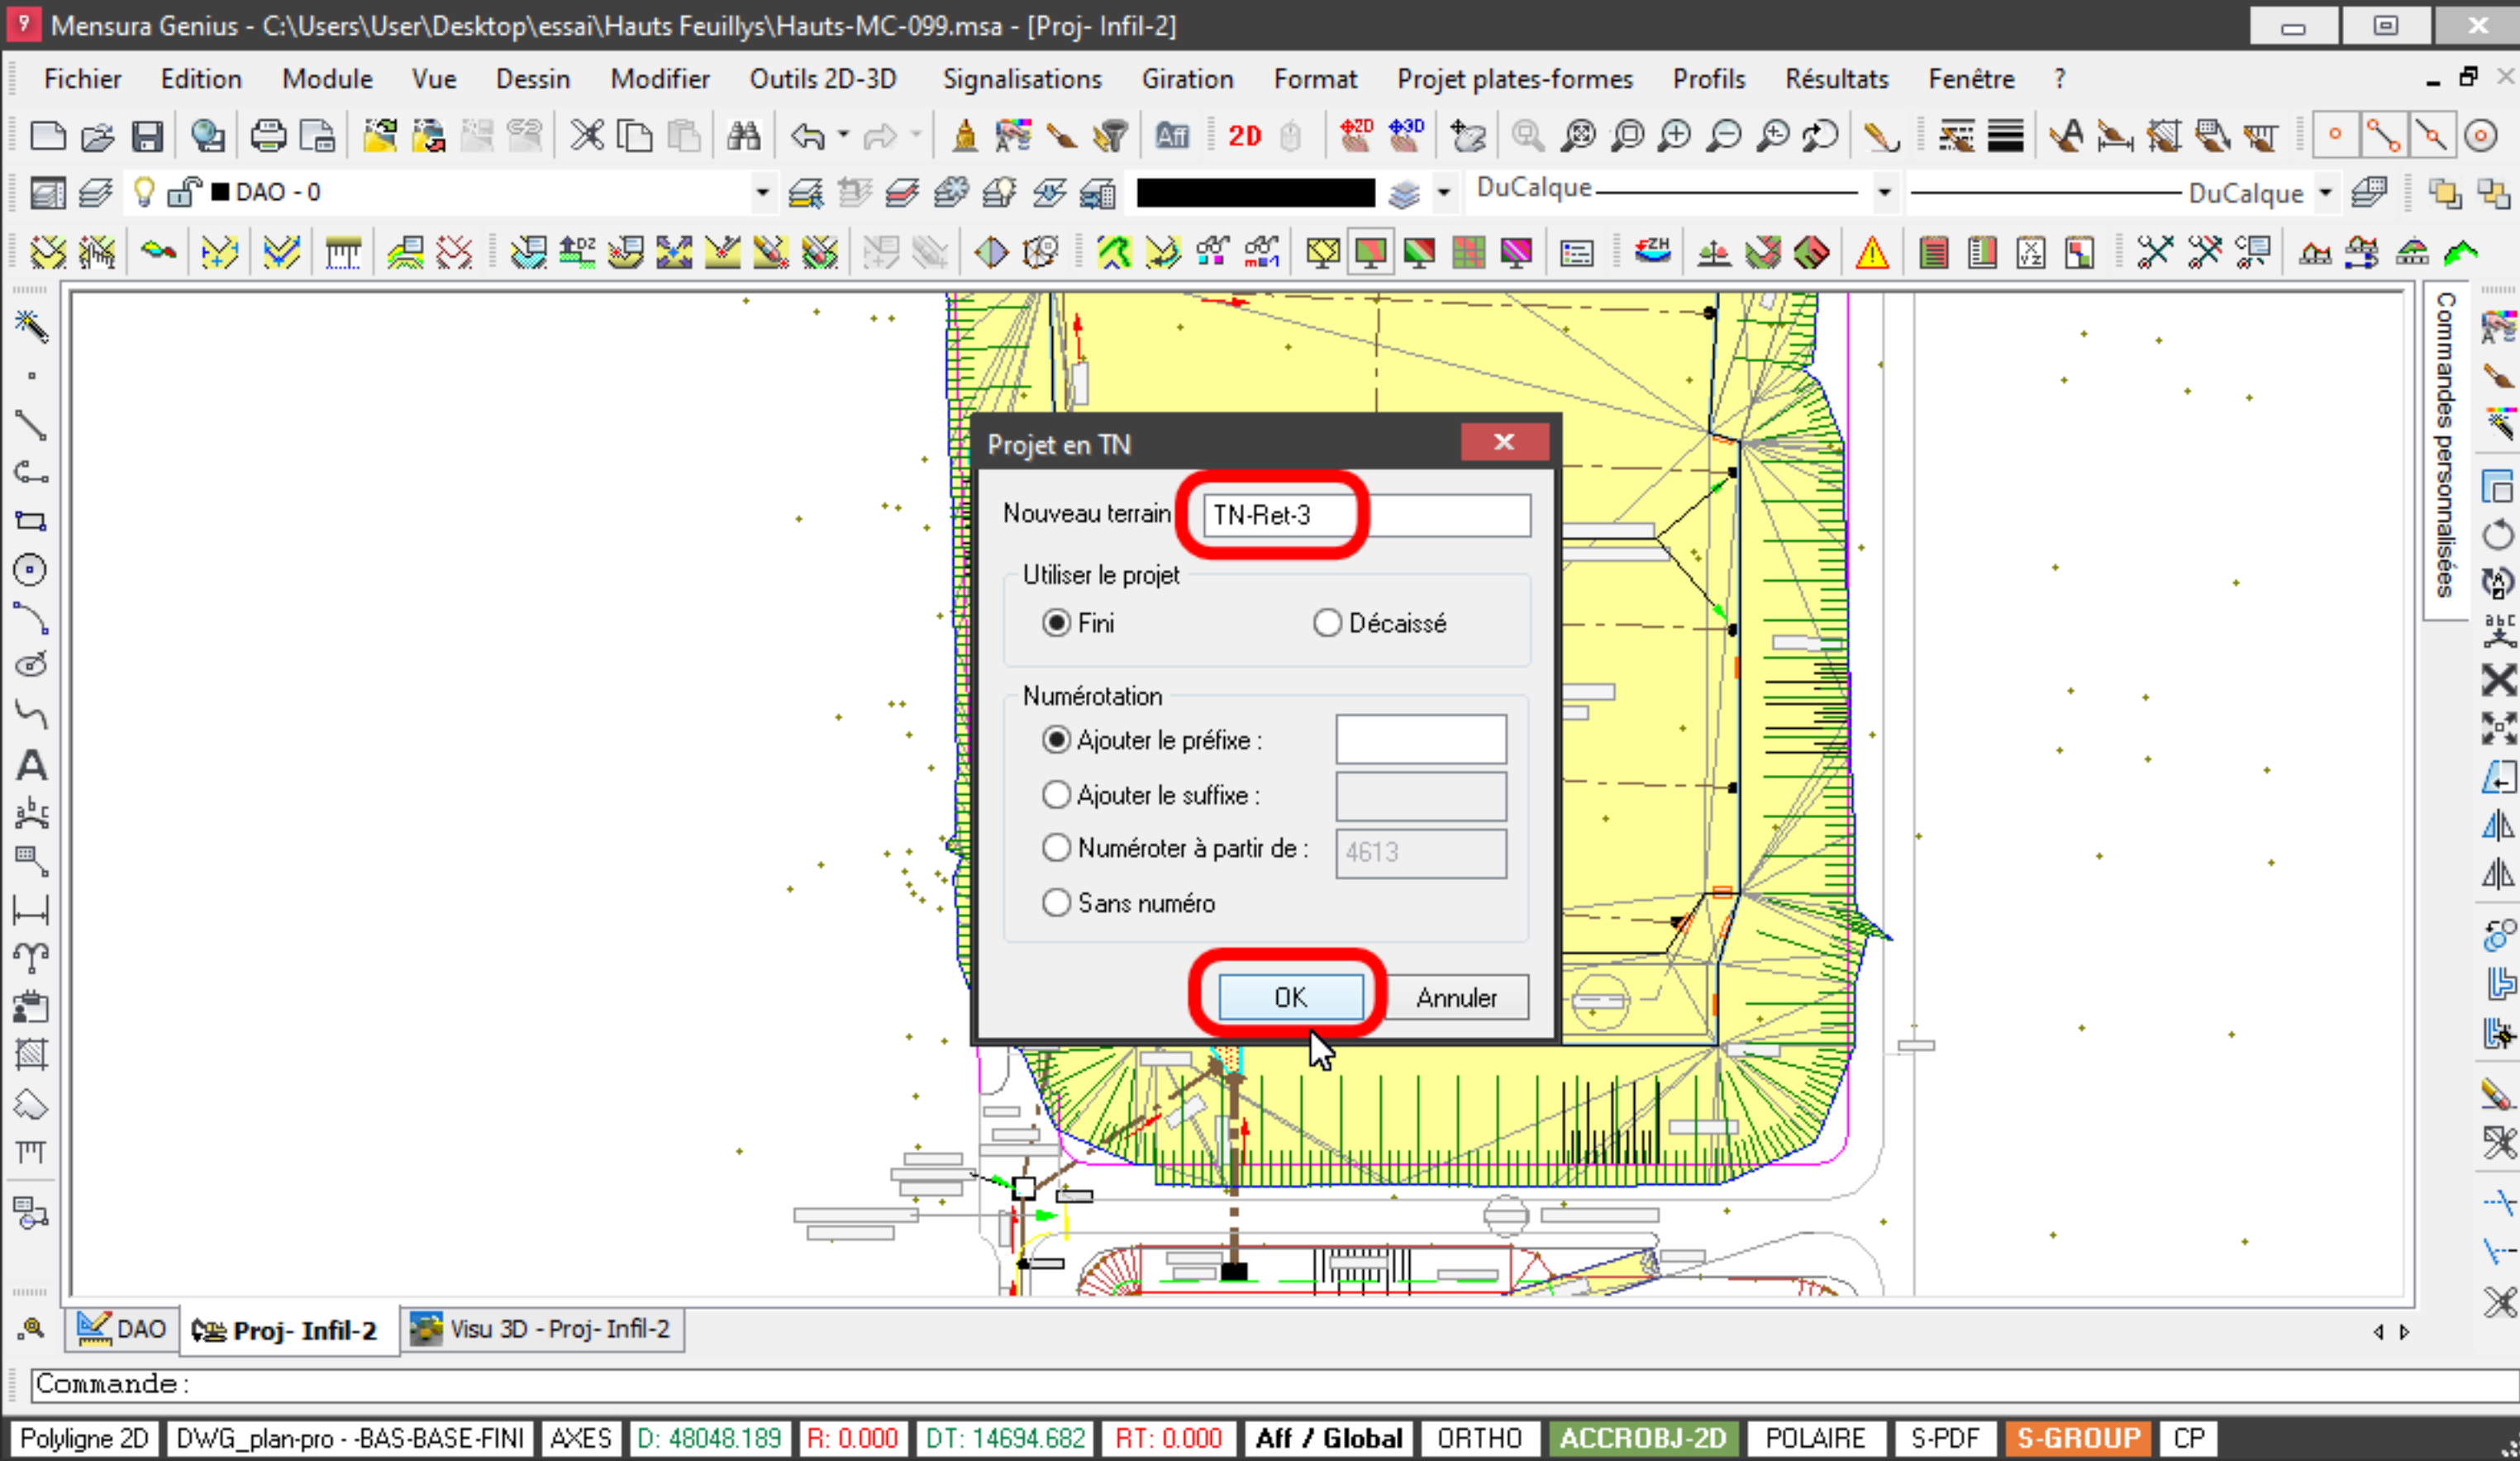 Mensura Genius - C:\Users\User\Desktop\essai\Hauts Feuillys\Hauts-MC-099.msa - [Proj- Infil-2]
Fichier Edition Module Vue Dessin Modifier Outils 2D-3D Signalisations Giration Format Projet plates-formes Profils Résultats Fenêtre ?
Aff 2D
DAO - 0 DuCalque DuCalque
Commandes personnalisées
Projet en TN
Nouveau terrain TN-Ret-3
Utiliser le projet
Fini Décaissé
Numérotation
Ajouter le préfixe :
Ajouter le suffixe :
Numéroter à partir de : 4613
Sans numéro
OK Annuler
DAO Proj- Infil-2 Visu 3D - Proj- Infil-2
Commande:
Polyligne 2D DWG_plan-pro - -BAS-BASE-FINI AXES D: 48048.189 R: 0.000 DT: 14694.682 RT: 0.000 Aff / Global ORTHO ACCROBJ-2D POLAIRE S-PDF S-GROUP CP